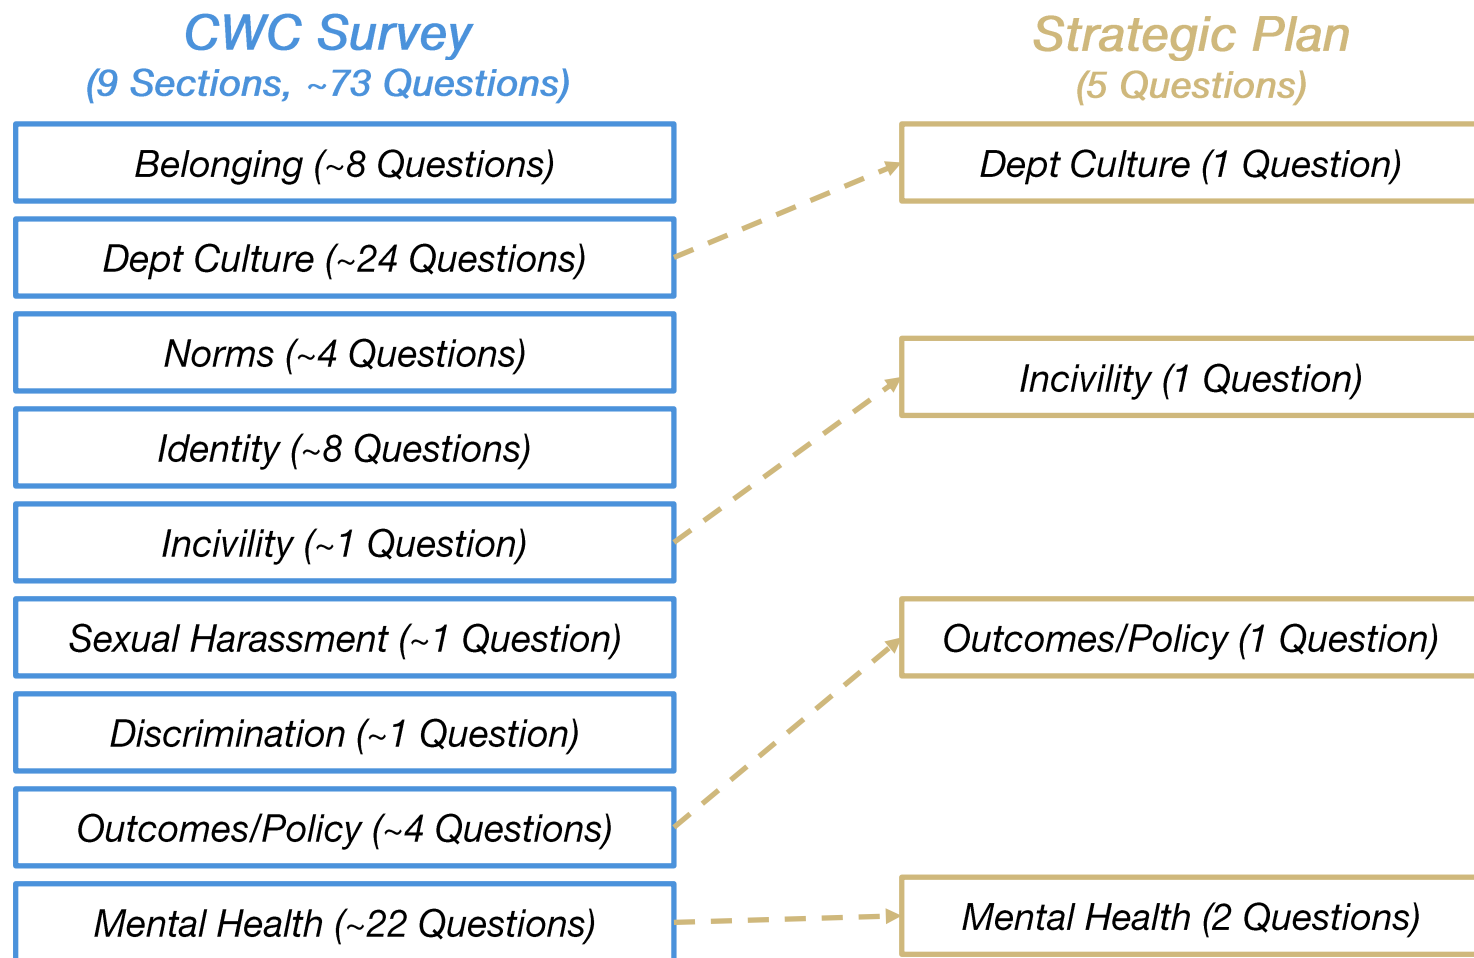 CWC Survey
(9 Sections, ~73 Questions)
Belonging (~8 Questions)
Dept Culture (~24 Questions)
Norms (~4 Questions)
Identity (~8 Questions)
Incivility (~1 Question)
Sexual Harassment (~1 Question)
Discrimination (~1 Question)
Outcomes/Policy (~4 Questions)
Mental Health (~22 Questions)
Strategic Plan
(5 Questions)
Dept Culture (1 Question)
Incivility (1 Question)
Outcomes/Policy (1 Question)
Mental Health (2 Questions)